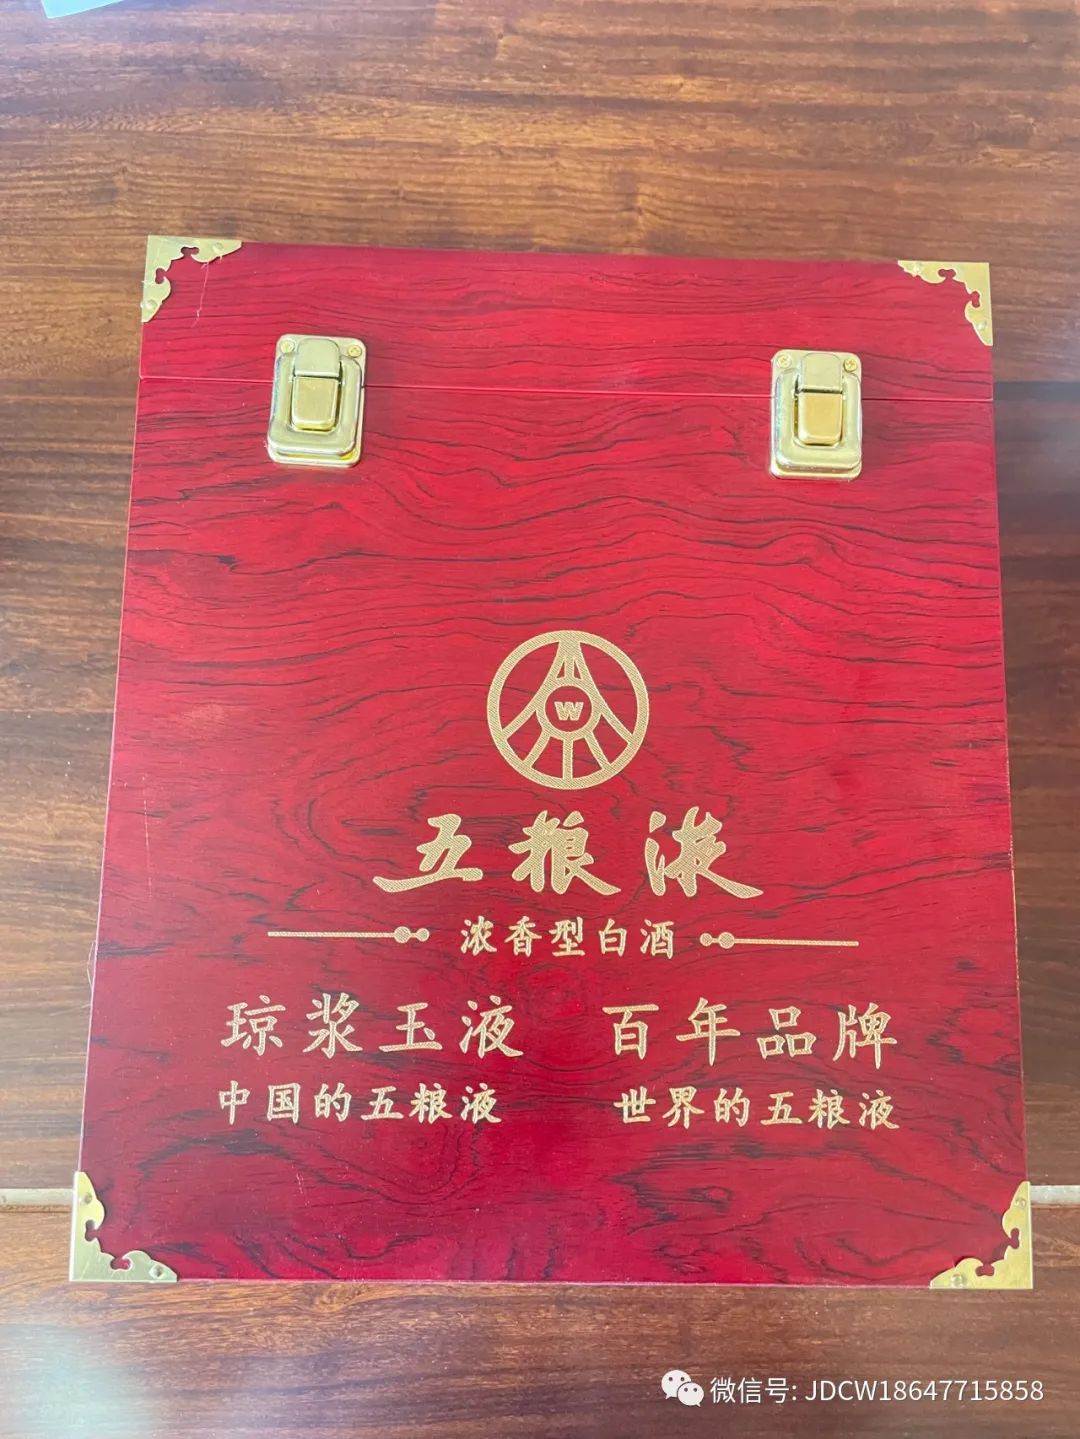 W
五粮液
浓香型白酒
琼浆玉液 百年品牌
中国的五粮液 世界的五粮液
微信号: JDCW18647715858